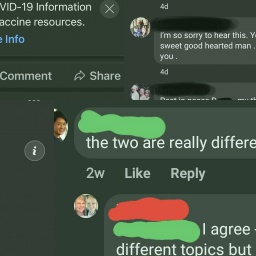 VID-19 Information
accine resources.
Info
Comment
Share
4d
I'm so sorry to hear this. Yo
sweet good hearted man .
you .
4d
the two are really differe
2w Like Reply
I agree -
different topics but